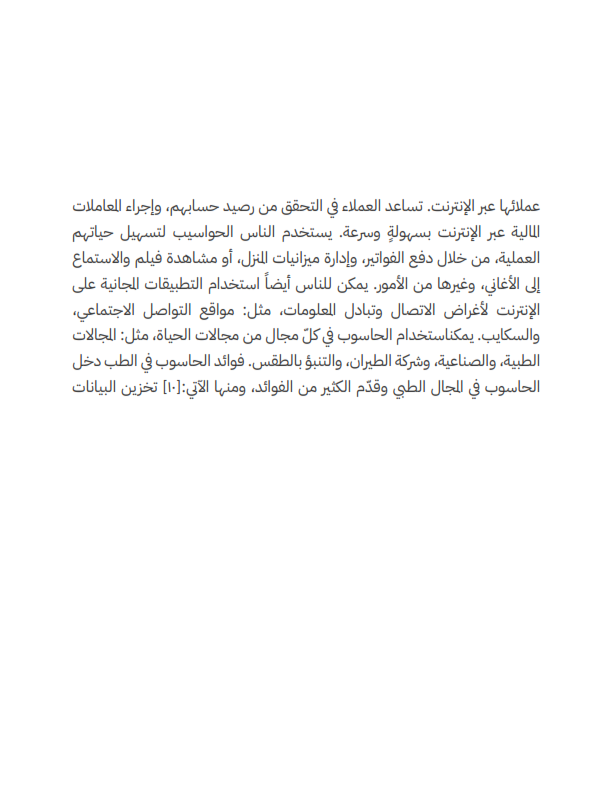 عملائها عبر الإنترنت. تساعد العملاء في التحقق من رصيد حسابهم، وإجراء المعاملات
المالية عبر الإنترنت بسهولةٍ وسرعة. يستخدم الناس الحواسيب لتسهيل حياتهم
العملية، من خلال دفع الفواتير، وإدارة ميزانيات المنزل، أو مشاهدة فيلم والاستماع
إلى الأغاني، وغيرها من الأمور. يمكن للناس أيضاً استخدام التطبيقات المجانية على
الإنترنت لأغراض الاتصال وتبادل المعلومات، مثل: مواقع التواصل الاجتماعي،
والسكايب. يمكناستخدام الحاسوب في كلّ مجال من مجالات الحياة، مثل: المجالات
الطبية، والصناعية، وشركة الطيران، والتنبؤ بالطقس. فوائد الحاسوب في الطب دخل
الحاسوب في المجال الطبي وقدّم الكثير من الفوائد، ومنها الآتي:[١٠] تخزين البيانات